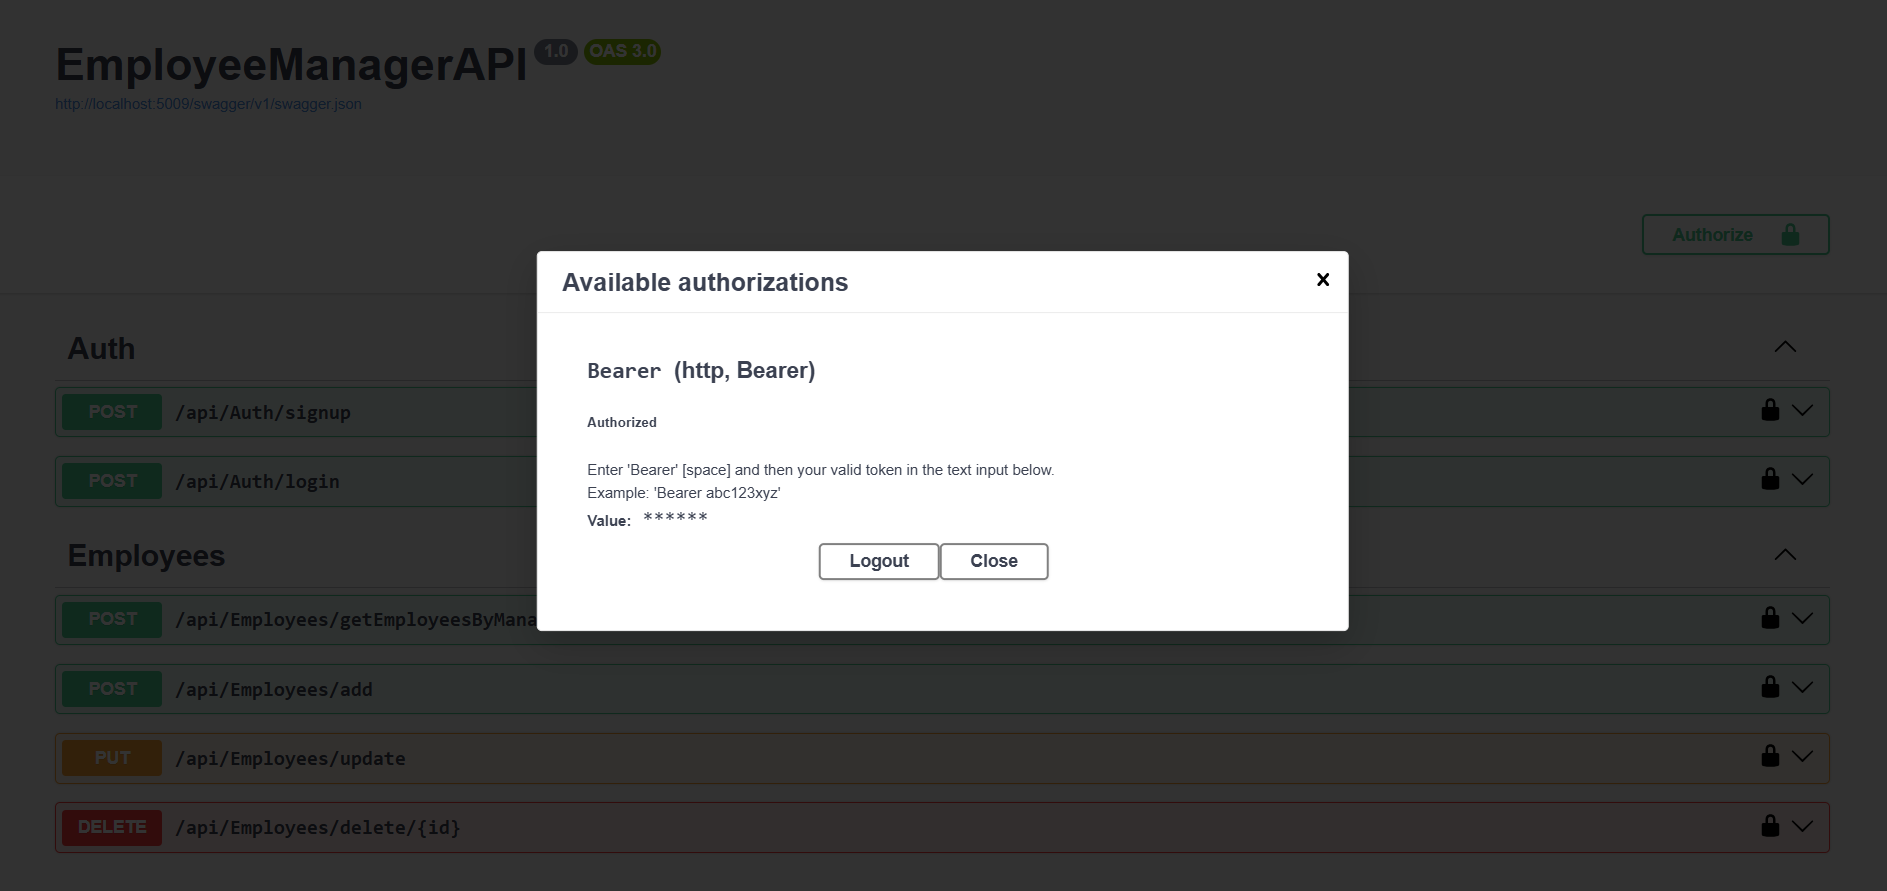 EmployeeManagerAPI 1.0 OAS 3.0
http://localhost:5009/swagger/v1/swagger.json
Authorize
Available authorizations
Bearer (http, Bearer)
Authorized
Enter 'Bearer' [space] and then your valid token in the text input below.
Example: 'Bearer abc123xyz'
Value: ******
Logout Close
Auth
POST /api/Auth/signup
POST /api/Auth/login
Employees
POST /api/Employees/getEmployeesByMana
POST /api/Employees/add
PUT /api/Employees/update
DELETE /api/Employees/delete/{id}